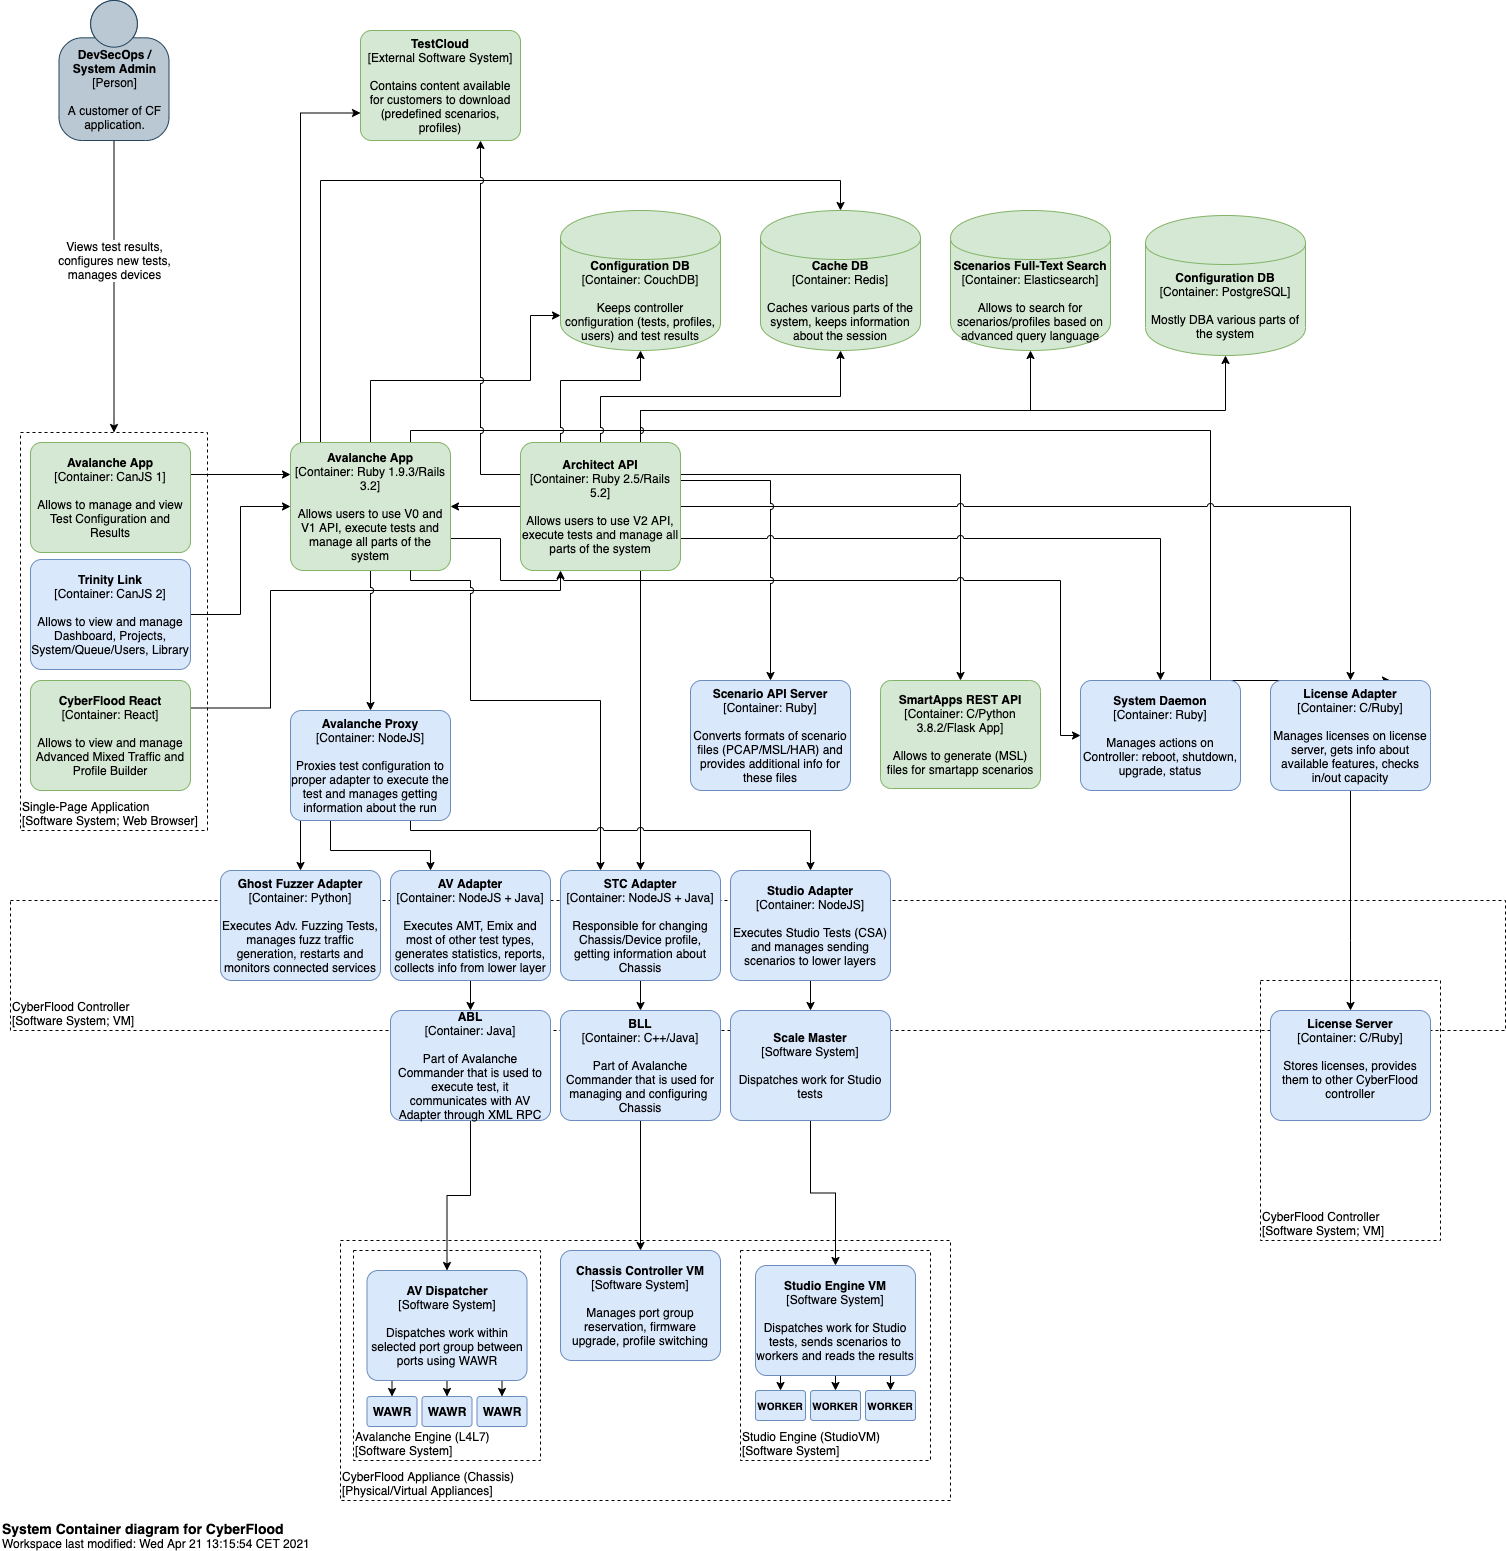 DevSecOps /
System Admin
[Person]
A customer of CF
application.
TestCloud
[External Software System]
Contains content available
for customers to download
(predefined scenarios,
profiles)
Views test results,
configures new tests,
manages devices
Configuration DB
[Container: CouchDB]
Keeps controller
configuration (tests, profiles,
users) and test results
Cache DB
[Container: Redis]
Caches various parts of the
system, keeps information
about the session
Scenarios Full-Text Search
[Container: Elasticsearch]
Allows to search for
scenarios/profiles based on
advanced query language
Configuration DB
[Container: PostgreSQL]
Mostly DBA various parts of
the system
Avalanche App
[Container: CanJS 1]
Allows to manage and view
Test Configuration and
Results
Trinity Link
[Container: CanJS 2]
Allows to view and manage
Dashboard, Projects,
System/Queue/Users, Library
CyberFlood React
[Container: React]
Allows to view and manage
Advanced Mixed Traffic and
Profile Builder
Single-Page Application
[Software System; Web Browser]
Avalanche App
[Container: Ruby 1.9.3/Rails
3.2]
Allows users to use V0 and
V1 API, execute tests and
manage all parts of the
system
Architect API
[Container: Ruby 2.5/Rails
5.2]
Allows users to use V2 API,
execute tests and manage all
parts of the system
Avalanche Proxy
[Container: NodeJS]
Proxies test configuration to
proper adapter to execute the
test and manages getting
information about the run
Scenario API Server
[Container: Ruby]
Converts formats of scenario
files (PCAP/MSL/HAR) and
provides additional info for
these files
SmartApps REST API
[Container: C/Python
3.8.2/Flask App]
Allows to generate (MSL)
files for smartapp scenarios
System Daemon
[Container: Ruby]
Manages actions on
Controller: reboot, shutdown,
upgrade, status
License Adapter
[Container: C/Ruby]
Manages licenses on license
server, gets info about
available features, checks
in/out capacity
Ghost Fuzzer Adapter
[Container: Python]
Executes Adv. Fuzzing Tests,
manages fuzz traffic
generation, restarts and
monitors connected services
AV Adapter
[Container: NodeJS + Java]
Executes AMT, Emix and
most of other test types,
generates statistics, reports,
collects info from lower layer
STC Adapter
[Container: NodeJS + Java]
Responsible for changing
Chassis/Device profile,
getting information about
Chassis
Studio Adapter
[Container: NodeJS]
Executes Studio Tests (CSA)
and manages sending
scenarios to lower layers
CyberFlood Controller
[Software System; VM]
ABL
[Container: Java]
Part of Avalanche
Commander that is used to
execute test, it
communicates with AV
Adapter through XML RPC
BLL
[Container: C++/Java]
Part of Avalanche
Commander that is used for
managing and configuring
Chassis
Scale Master
[Software System]
Dispatches work for Studio
tests
License Server
[Container: C/Ruby]
Stores licenses, provides
them to other CyberFlood
controller
CyberFlood Controller
[Software System; VM]
AV Dispatcher
[Software System]
Dispatches work within
selected port group between
ports using WAWR
WAWR
WAWR
WAWR
Avalanche Engine (L4L7)
[Software System]
Chassis Controller VM
[Software System]
Manages port group
reservation, firmware
upgrade, profile switching
Studio Engine VM
[Software System]
Dispatches work for Studio
tests, sends scenarios to
workers and reads the results
WORKER
WORKER
WORKER
Studio Engine (StudioVM)
[Software System]
CyberFlood Appliance (Chassis)
[Physical/Virtual Appliances]
System Container diagram for CyberFlood
Workspace last modified: Wed Apr 21 13:15:54 CET 2021